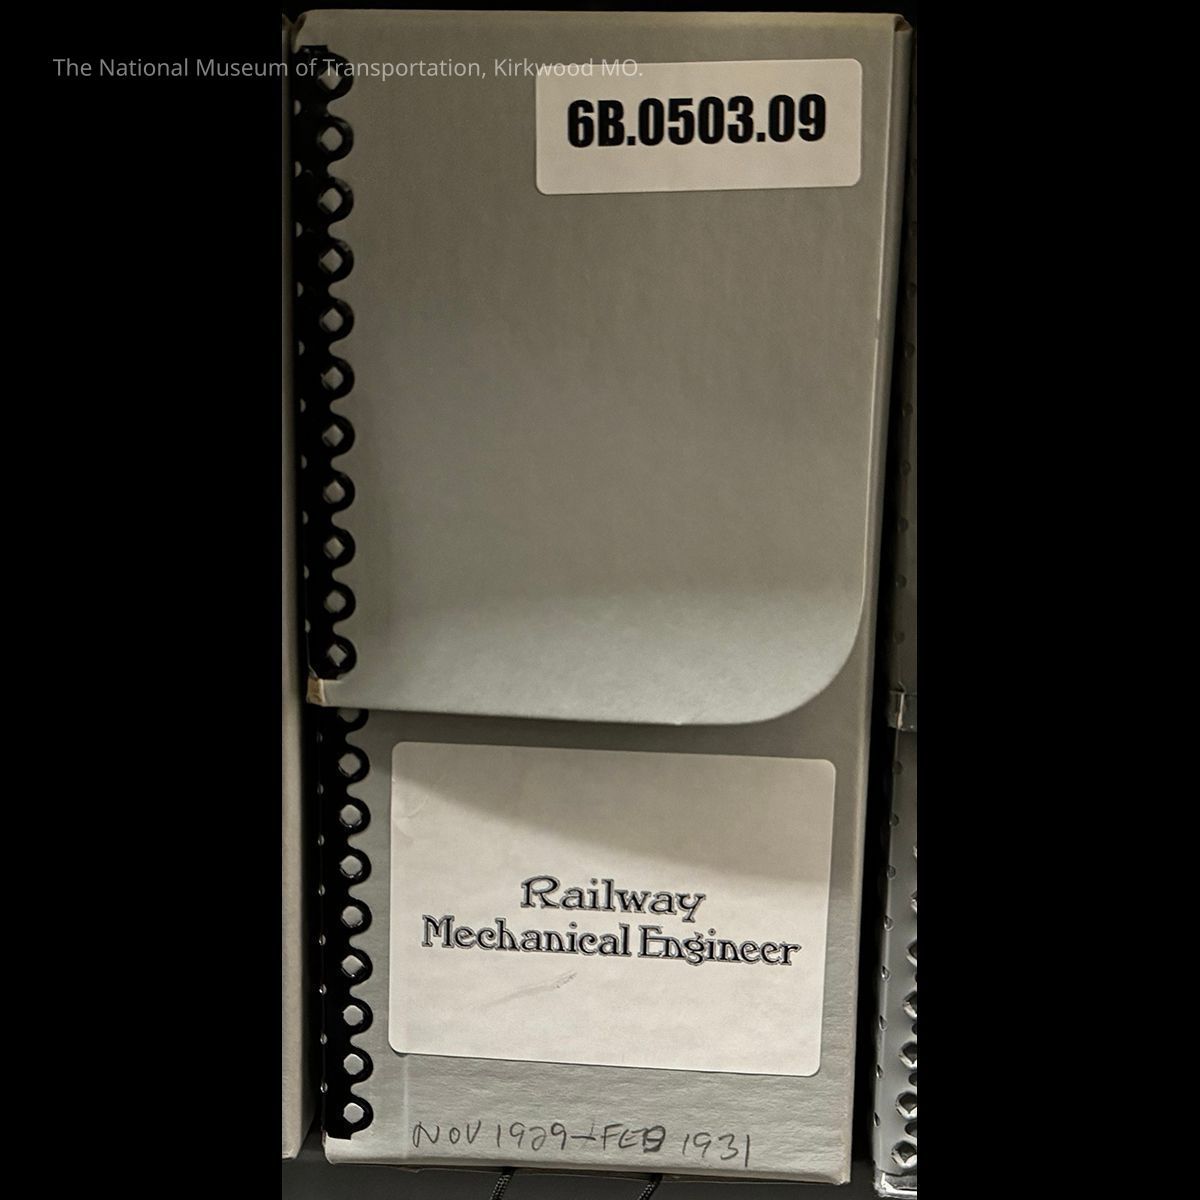 The National Museum of Transportation, Kirkwood MO.
6B.0503.09
Railway
Mechanical Engineer
NOV 1929-FEB 1931